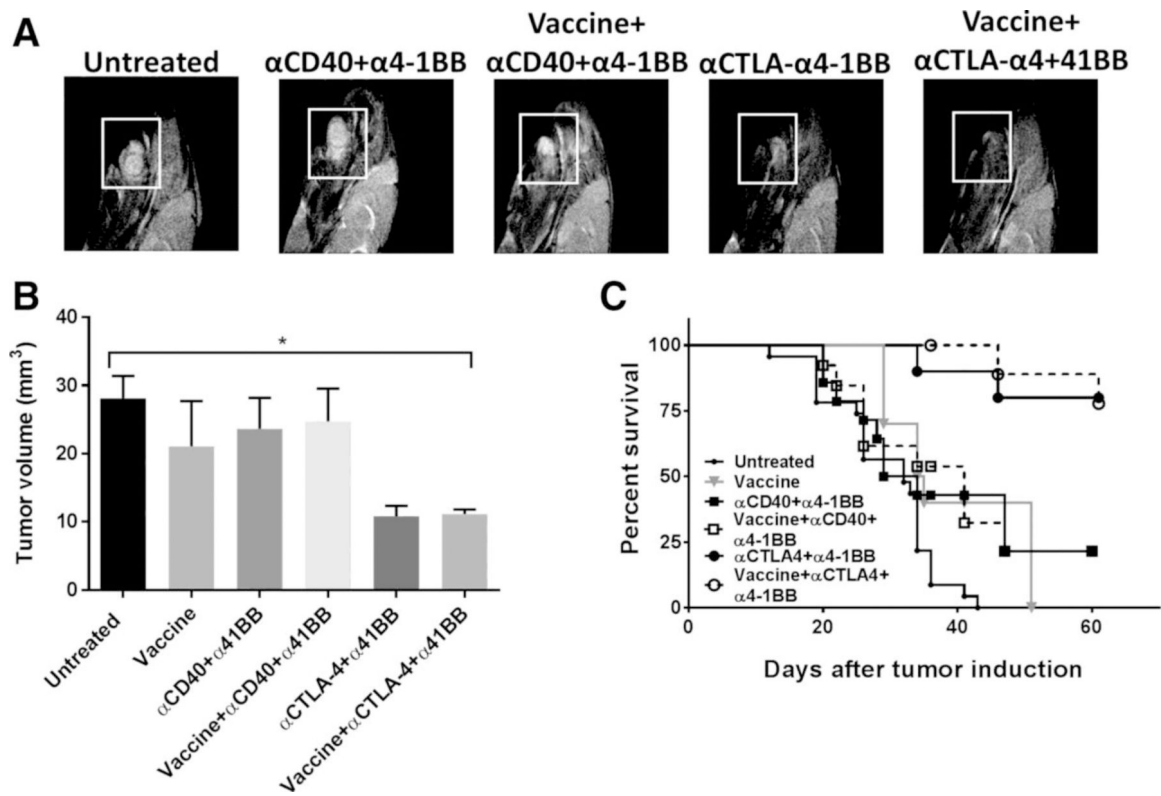 A
Untreated
αCD40+α4-1BB
Vaccine+
αCD40+α4-1BB
αCTLA-α4-1BB
Vaccine+
αCTLA-α4+41BB
B
Tumor volume (mm³)
40
30
20
10
0
*
Untreated
Vaccine
αCD40+α41BB
Vaccine+αCD40+α41BB
αCTLA-4+α41BB
Vaccine+αCTLA-4+α41BB
C
Percent survival
100
75
50
25
0
Untreated
Vaccine
αCD40+α4-1BB
Vaccine+αCD40+
α4-1BB
αCTLA4+α4-1BB
Vaccine+αCTLA4+
α4-1BB
0
20
40
60
Days after tumor induction